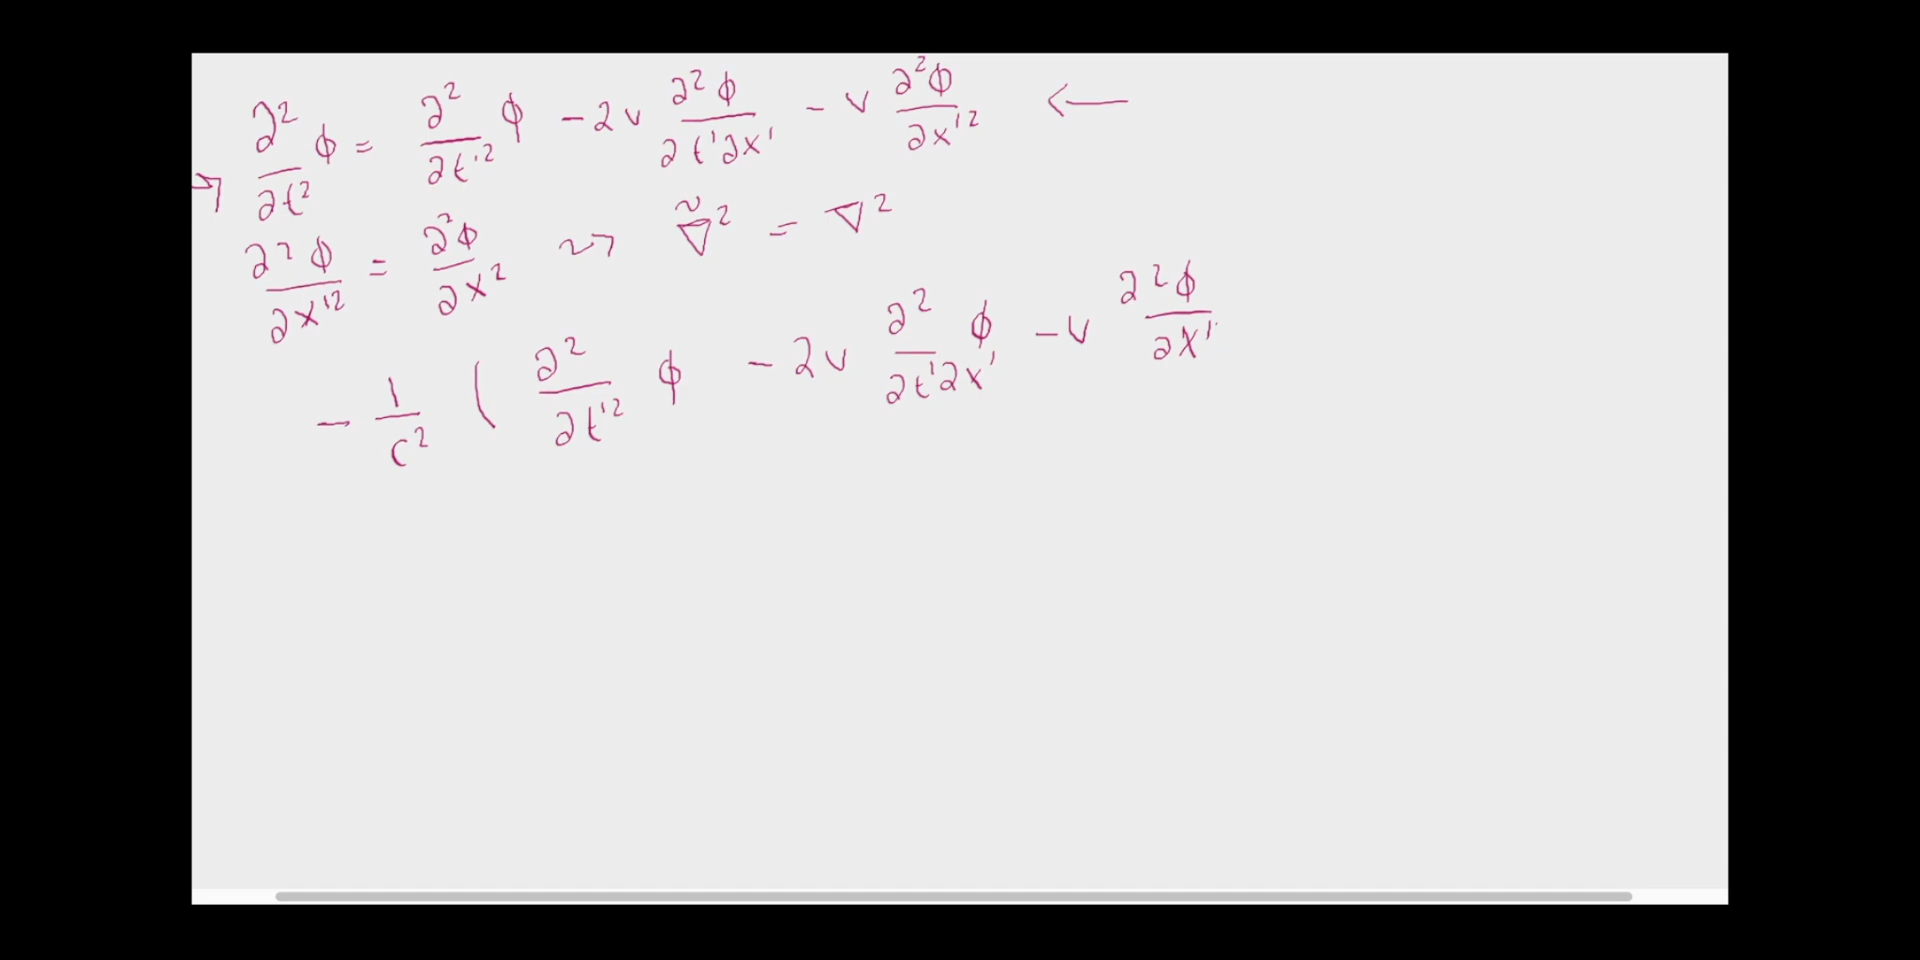 ∂²/∂t² ϕ = ∂²/∂t'² ϕ - 2v ∂²ϕ/∂t'∂x' - v ∂²ϕ/∂x'² ←
∂²ϕ/∂x'² = ∂²ϕ/∂x² ⇝ ∇̃² = ∇²
- 1/c² ( ∂²/∂t'² ϕ - 2v ∂²/∂t'∂x' ϕ - v ∂²ϕ/∂x'